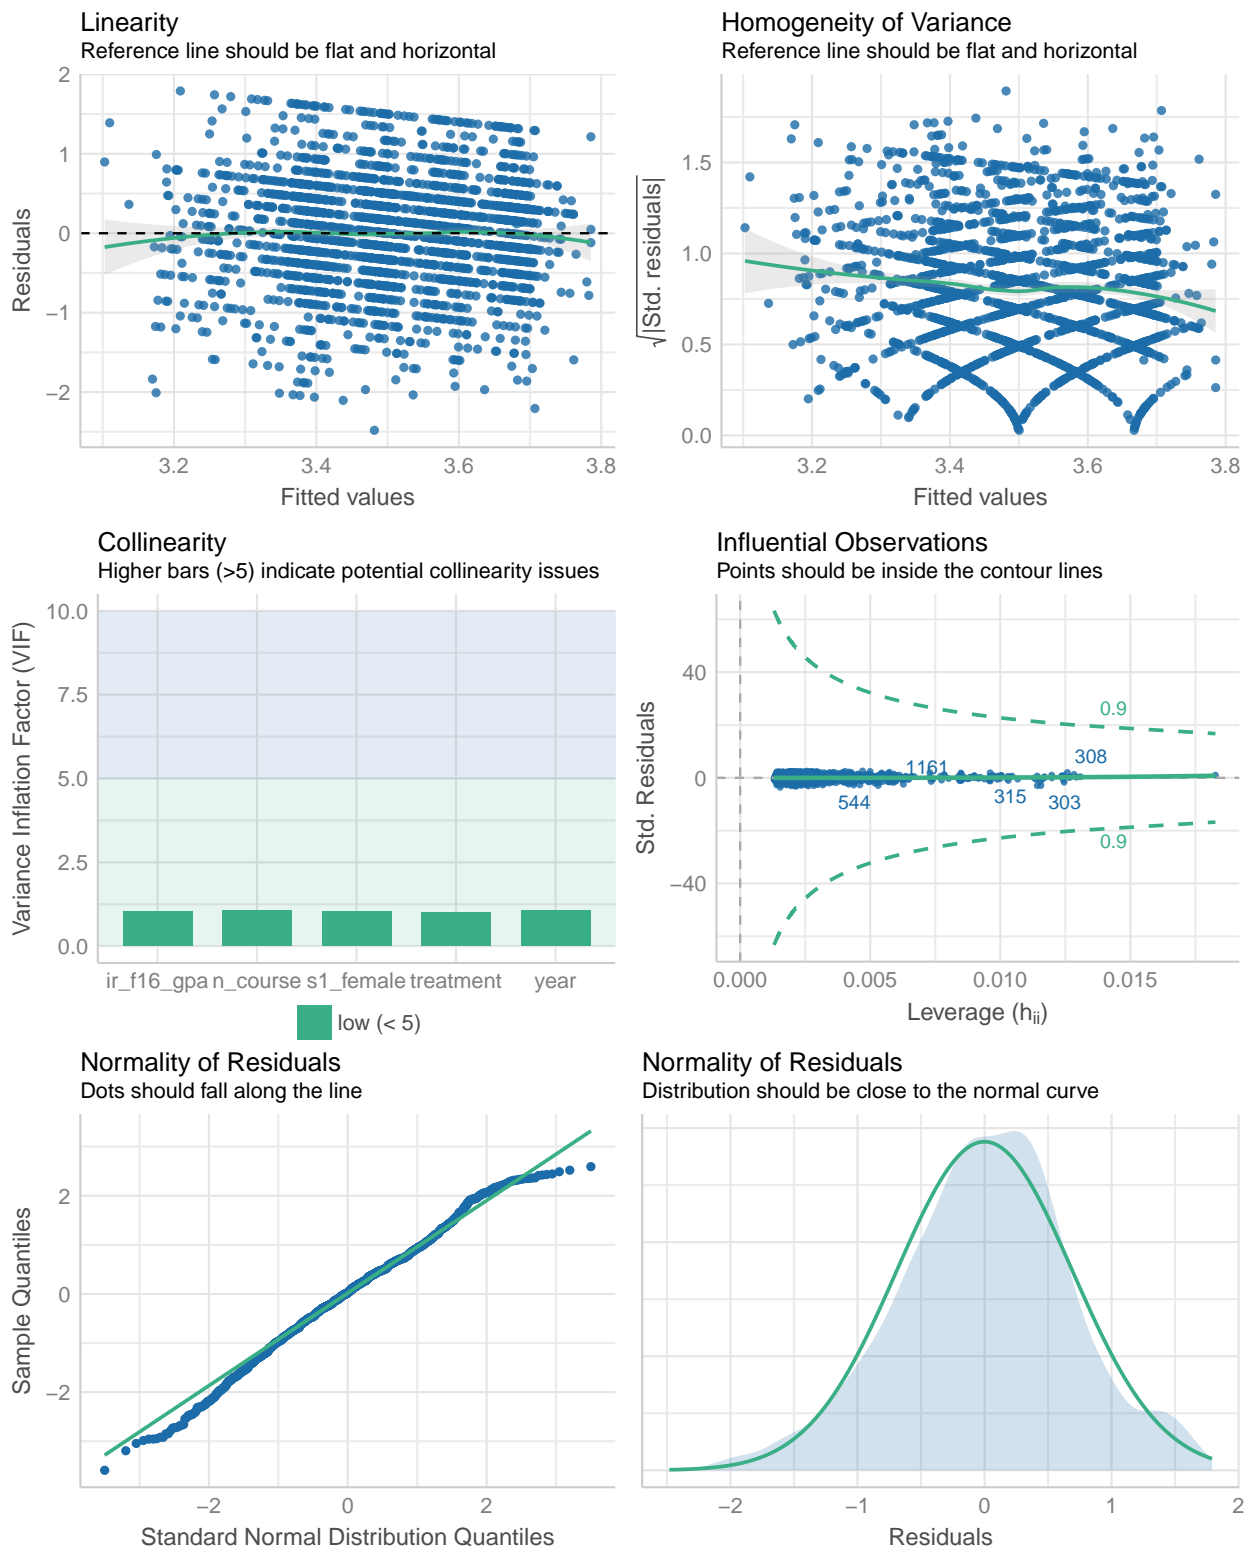 Linearity
Reference line should be flat and horizontal
2
1
0
−1
−2
Residuals
3.2
3.4
3.6
3.8
Fitted values
Homogeneity of Variance
Reference line should be flat and horizontal
1.5
1.0
0.5
0.0
√|Std. residuals|
3.2
3.4
3.6
3.8
Fitted values
Collinearity
Higher bars (>5) indicate potential collinearity issues
10.0
7.5
5.0
2.5
0.0
Variance Inflation Factor (VIF)
ir_f16_gpa n_course s1_female treatment year
low (< 5)
Influential Observations
Points should be inside the contour lines
40
0
−40
Std. Residuals
0.9
308
1161
544
315
303
0.9
0.000
0.005
0.010
0.015
Leverage (hii)
Normality of Residuals
Dots should fall along the line
2
0
−2
Sample Quantiles
−2
0
2
Standard Normal Distribution Quantiles
Normality of Residuals
Distribution should be close to the normal curve
−2
−1
0
1
2
Residuals